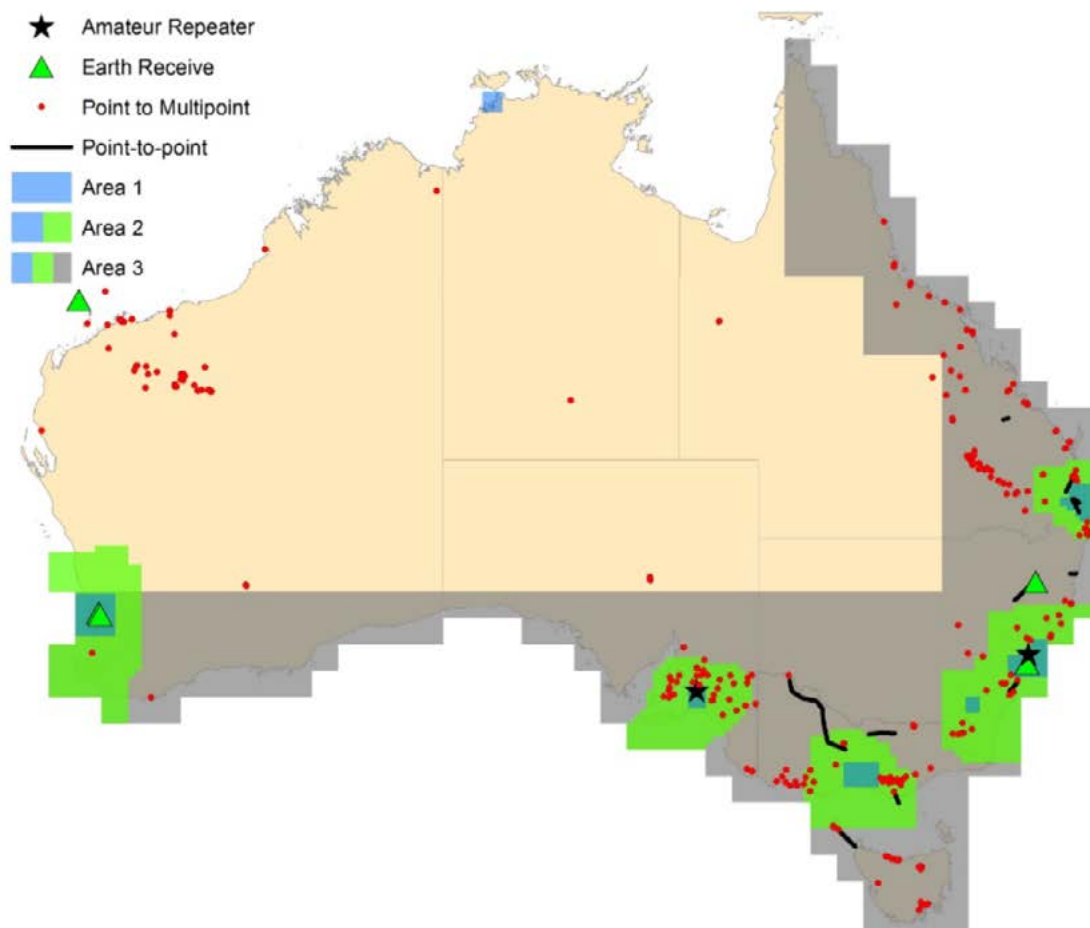 Amateur Repeater
Earth Receive
Point to Multipoint
Point-to-point
Area 1
Area 2
Area 3